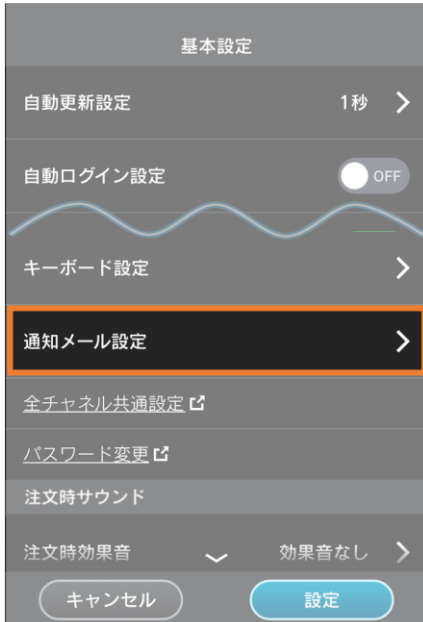 基本設定
自動更新設定 1秒
自動ログイン設定 OFF
キーボード設定
通知メール設定
全チャネル共通設定
パスワード変更
注文時サウンド
注文時効果音 効果音なし
キャンセル 設定